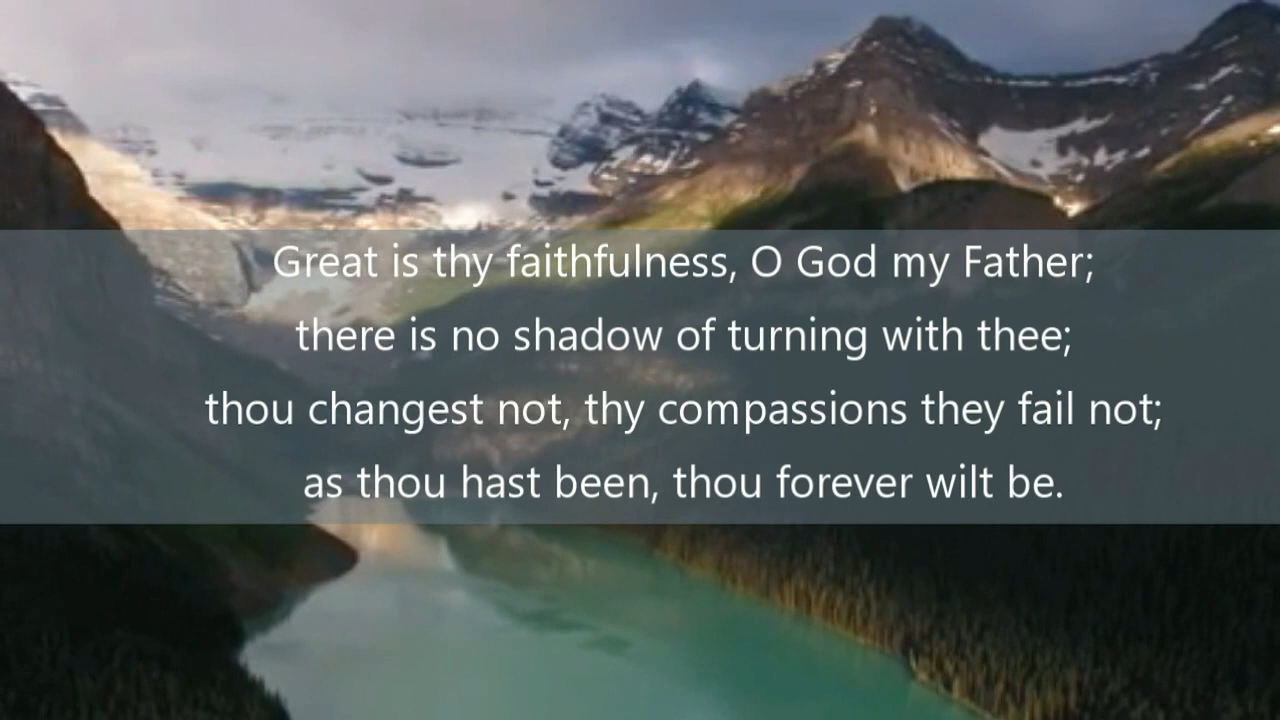 Great is thy faithfulness, O God my Father;
there is no shadow of turning with thee;
thou changest not, thy compassions they fail not;
as thou hast been, thou forever wilt be.